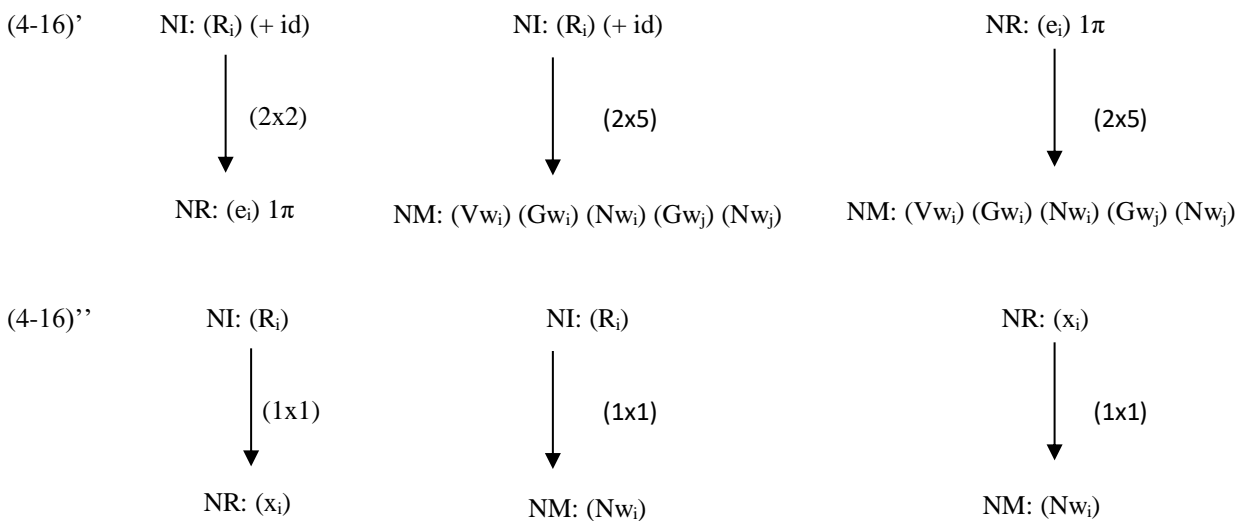 (4-16)’ NI: (Rᵢ) (+ id) NI: (Rᵢ) (+ id) NR: (eᵢ) 1π
(2x2) (2x5) (2x5)
NR: (eᵢ) 1π NM: (Vwᵢ) (Gwᵢ) (Nwᵢ) (Gwⱼ) (Nwⱼ) NM: (Vwᵢ) (Gwᵢ) (Nwᵢ) (Gwⱼ) (Nwⱼ)
(4-16)’’ NI: (Rᵢ) NI: (Rᵢ) NR: (xᵢ)
(1x1) (1x1) (1x1)
NR: (xᵢ) NM: (Nwᵢ) NM: (Nwᵢ)